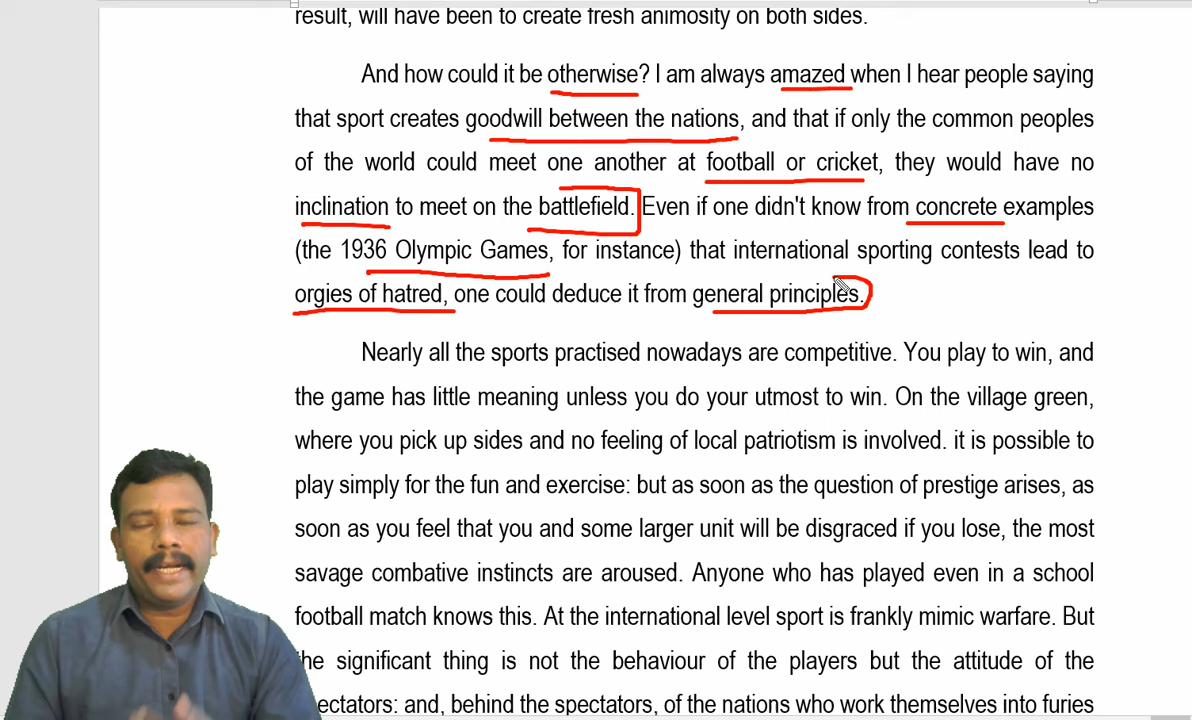 result, will have been to create fresh animosity on both sides.
And how could it be otherwise? I am always amazed when I hear people saying
that sport creates goodwill between the nations, and that if only the common peoples
of the world could meet one another at football or cricket, they would have no
inclination to meet on the battlefield. Even if one didn't know from concrete examples
(the 1936 Olympic Games, for instance) that international sporting contests lead to
orgies of hatred, one could deduce it from general principles.
Nearly all the sports practised nowadays are competitive. You play to win, and
the game has little meaning unless you do your utmost to win. On the village green,
where you pick up sides and no feeling of local patriotism is involved. it is possible to
play simply for the fun and exercise: but as soon as the question of prestige arises, as
soon as you feel that you and some larger unit will be disgraced if you lose, the most
savage combative instincts are aroused. Anyone who has played even in a school
football match knows this. At the international level sport is frankly mimic warfare. But
the significant thing is not the behaviour of the players but the attitude of the
spectators: and, behind the spectators, of the nations who work themselves into furies